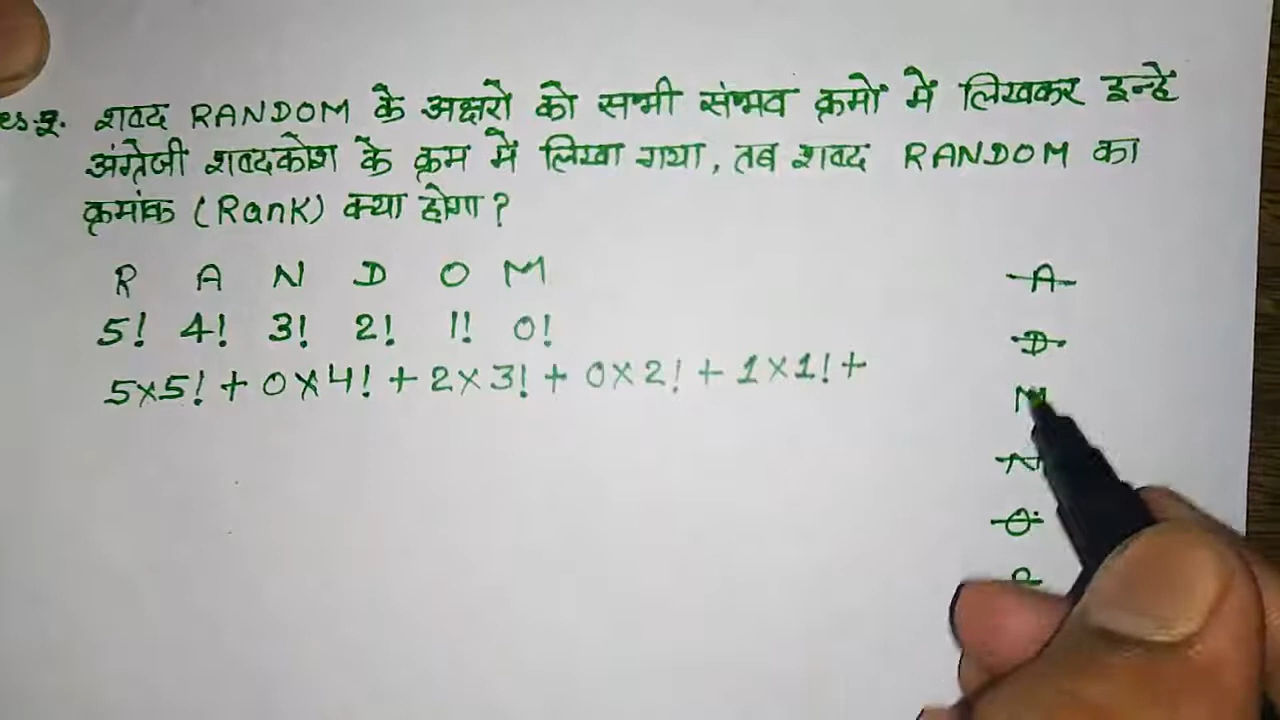 es-2. शब्द RANDOM के अक्षरो को सभी संभव क्रमों में लिखकर इन्हें
अंग्रेजी शब्दकोश के क्रम में लिखा गया, तब शब्द RANDOM का
क्रमांक (Rank) क्या होगा?
R A N D O M
5! 4! 3! 2! 1! 0!
5×5! + 0×4! + 2×3! + 0×2! + 1×1! +
A
D
M
N
O